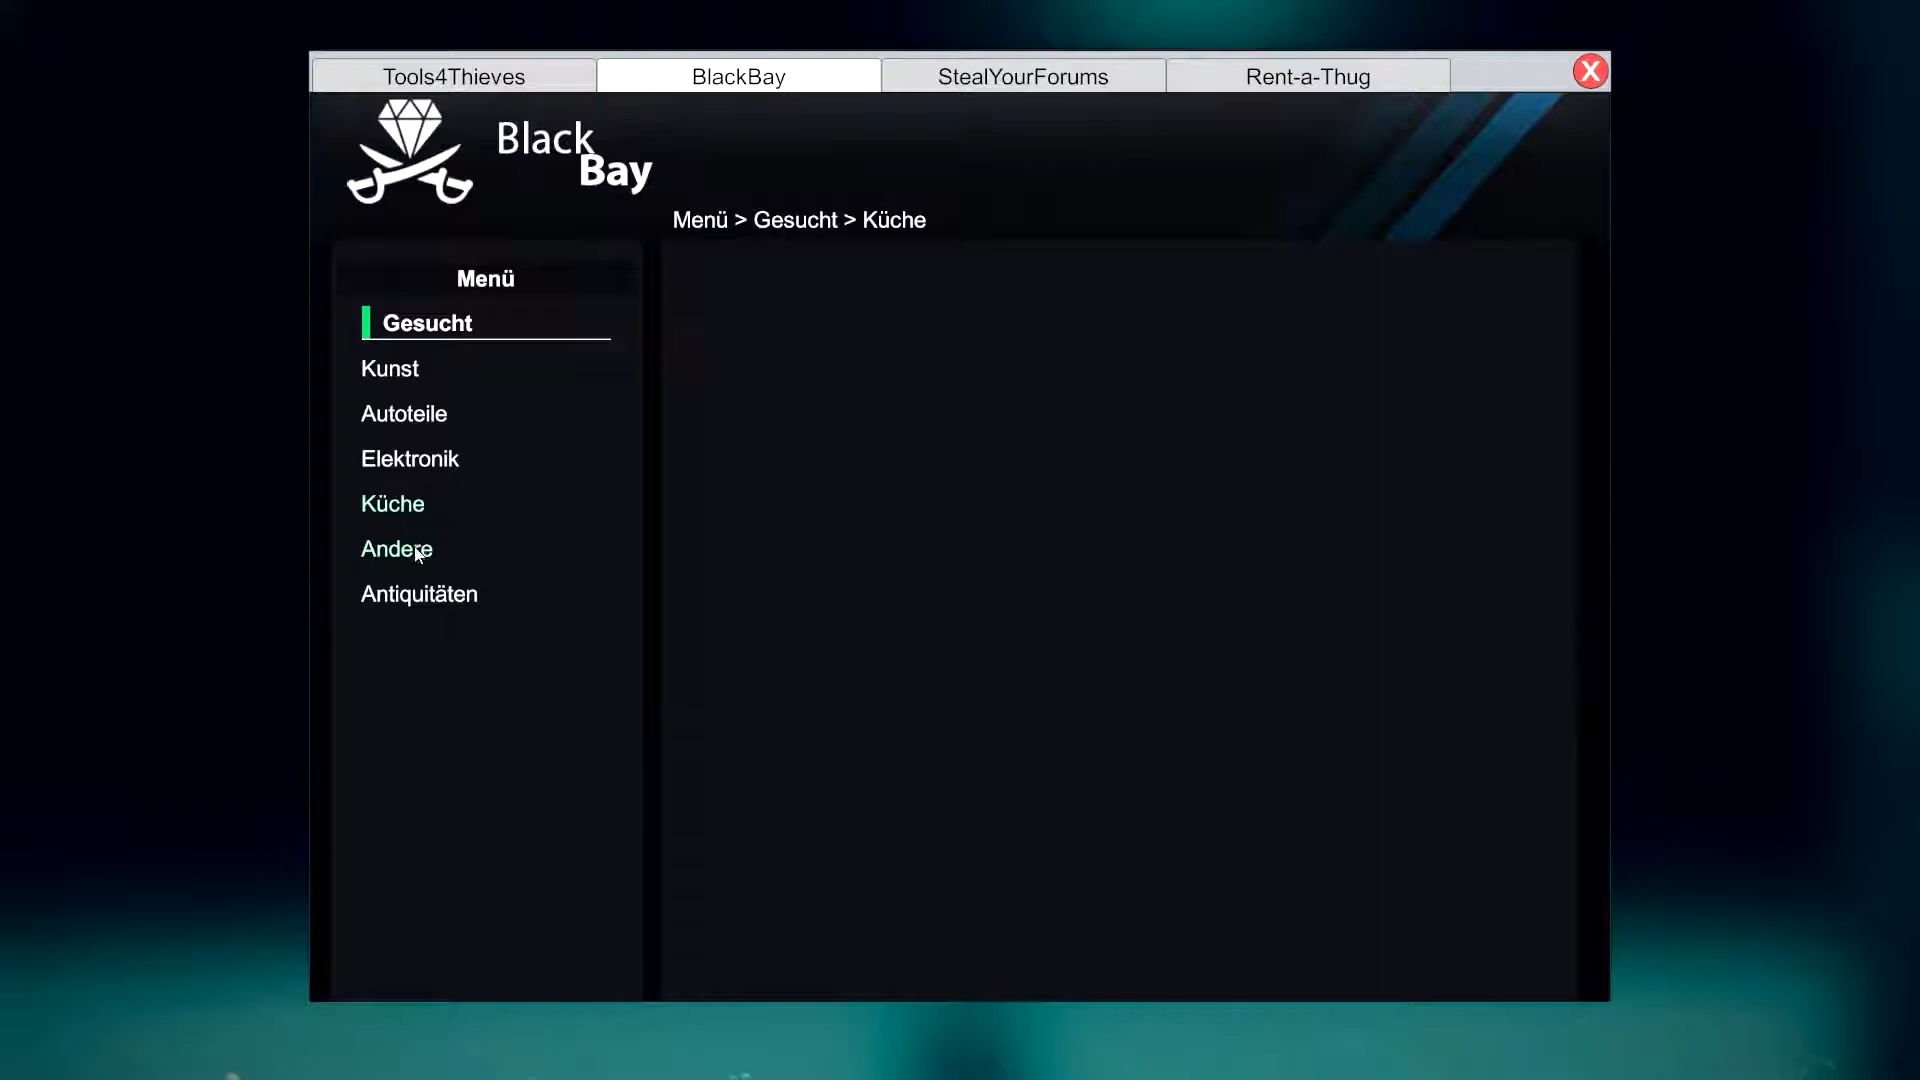 Tools4Thieves
BlackBay
StealYourForums
Rent-a-Thug
X
Black
Bay
Menü > Gesucht > Küche
Menü
Gesucht
Kunst
Autoteile
Elektronik
Küche
Andere
Antiquitäten